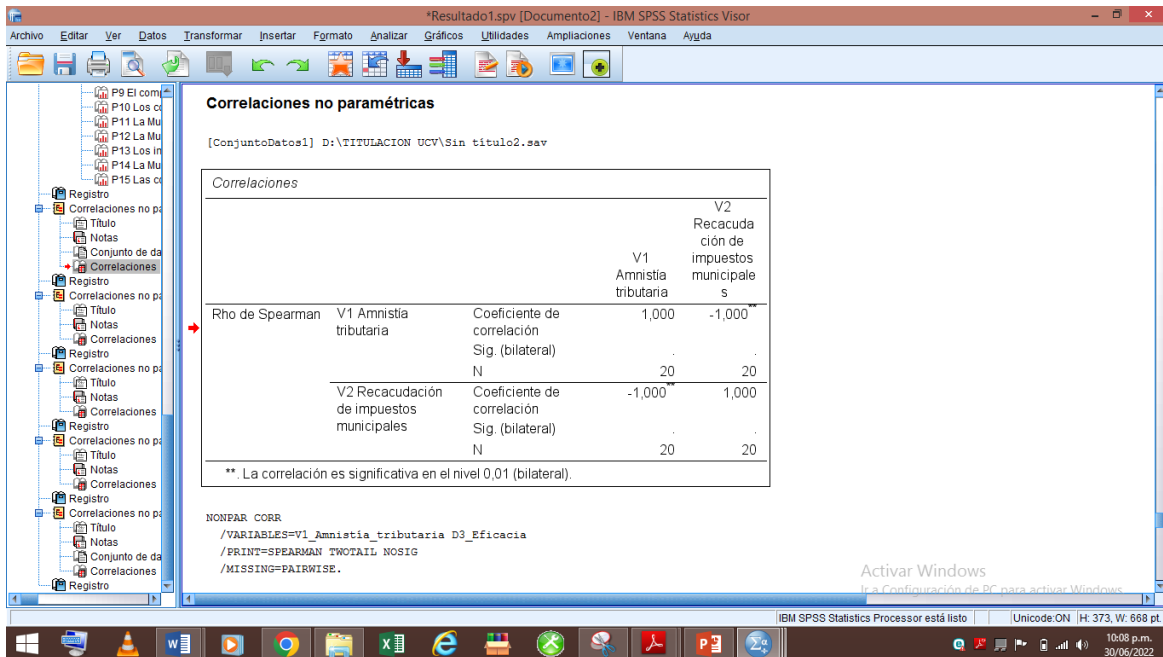 *Resultado1.spv [Documento2] - IBM SPSS Statistics Visor
Archivo Editar Ver Datos Transformar Insertar Formato Analizar Gráficos Utilidades Ampliaciones Ventana Ayuda
P9 El com
P10 Los c
P11 La Mu
P12 La Mu
P13 Los in
P14 La Mu
P15 Las c
Registro
Correlaciones no pa
Título
Notas
Conjunto de da
Correlaciones
Registro
Correlaciones no pa
Título
Notas
Correlaciones
Registro
Correlaciones no pa
Título
Notas
Correlaciones
Registro
Correlaciones no pa
Título
Notas
Correlaciones
Registro
Correlaciones no pa
Título
Notas
Conjunto de da
Correlaciones
Registro
Correlaciones no paramétricas
[ConjuntoDatos1] D:\TITULACION UCV\Sin título2.sav
Correlaciones
V1
Amnistía
tributaria
V2
Recacuda
ción de
impuestos
municipale
s
Rho de Spearman V1 Amnistía tributaria Coeficiente de correlación 1,000 -1,000**
Sig. (bilateral) . .
N 20 20
V2 Recacudación de impuestos municipales Coeficiente de correlación -1,000** 1,000
Sig. (bilateral) . .
N 20 20
**. La correlación es significativa en el nivel 0,01 (bilateral).
NONPAR CORR
/VARIABLES=V1_Amnistía_tributaria D3_Eficacia
/PRINT=SPEARMAN TWOTAIL NOSIG
/MISSING=PAIRWISE.
Activar Windows
Ir a Configuración de PC para activar Windows.
IBM SPSS Statistics Processor está listo Unicode:ON H: 373, W: 668 pt.
10:08 p.m.
30/06/2022